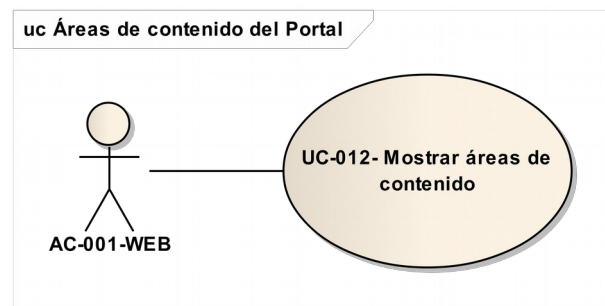 uc Áreas de contenido del Portal
UC-012- Mostrar áreas de
contenido
AC-001-WEB